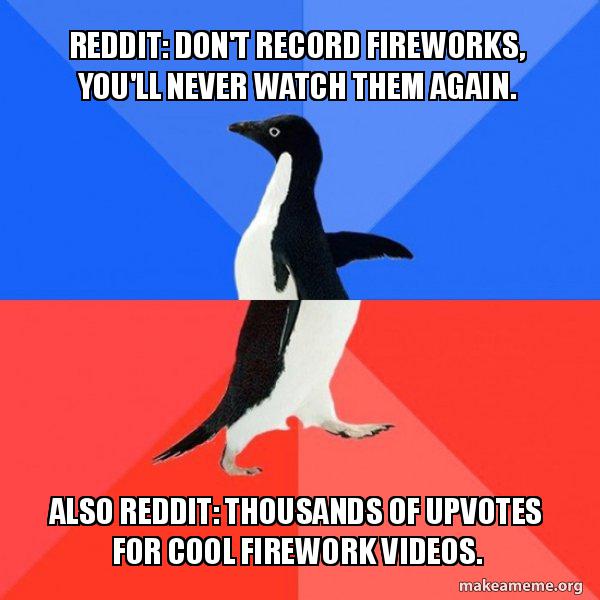 REDDIT: DON'T RECORD FIREWORKS,
YOU'LL NEVER WATCH THEM AGAIN.
ALSO REDDIT: THOUSANDS OF UPVOTES
FOR COOL FIREWORK VIDEOS.
makeameme.org